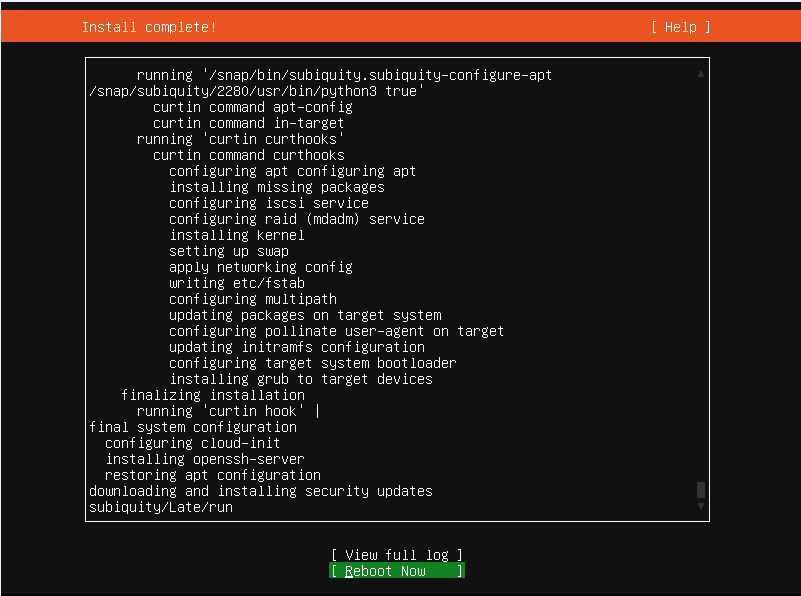 Install complete! [ Help ]
running '/snap/bin/subiquity.subiquity-configure-apt
/snap/subiquity/2280/usr/bin/python3 true'
curtin command apt-config
curtin command in-target
running 'curtin curthooks'
curtin command curthooks
configuring apt configuring apt
installing missing packages
configuring iscsi service
configuring raid (mdadm) service
installing kernel
setting up swap
apply networking config
writing etc/fstab
configuring multipath
updating packages on target system
configuring pollinate user-agent on target
updating initramfs configuration
configuring target system bootloader
installing grub to target devices
finalizing installation
running 'curtin hook' |
final system configuration
configuring cloud-init
installing openssh-server
restoring apt configuration
downloading and installing security updates
subiquity/Late/run
[ View full log ]
[ Reboot Now ]